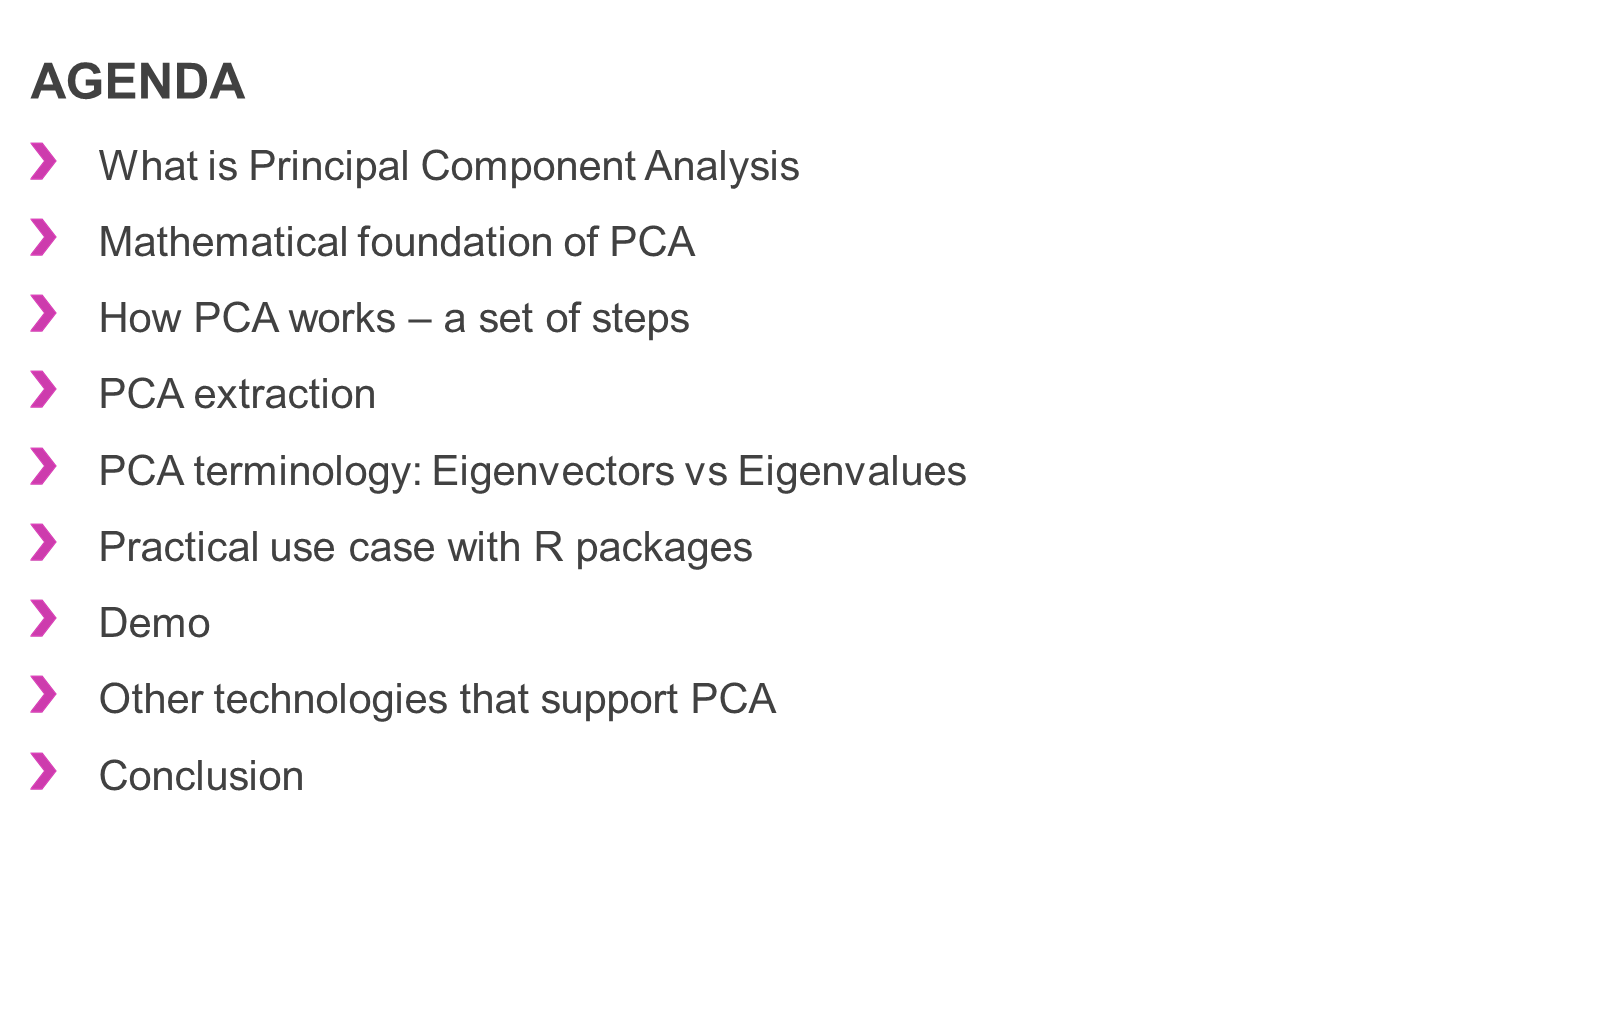 AGENDA
What is Principal Component Analysis
Mathematical foundation of PCA
How PCA works – a set of steps
PCA extraction
PCA terminology: Eigenvectors vs Eigenvalues
Practical use case with R packages
Demo
Other technologies that support PCA
Conclusion